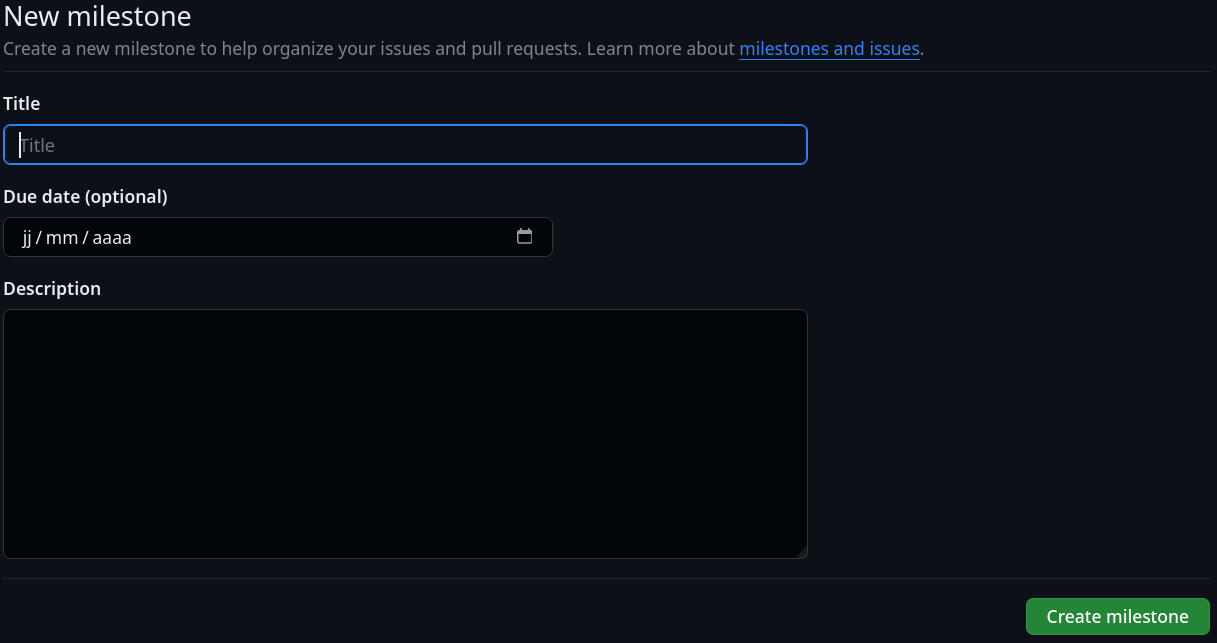 New milestone
Create a new milestone to help organize your issues and pull requests. Learn more about milestones and issues.
Title
Title
Due date (optional)
jj / mm / aaaa
Description
Create milestone